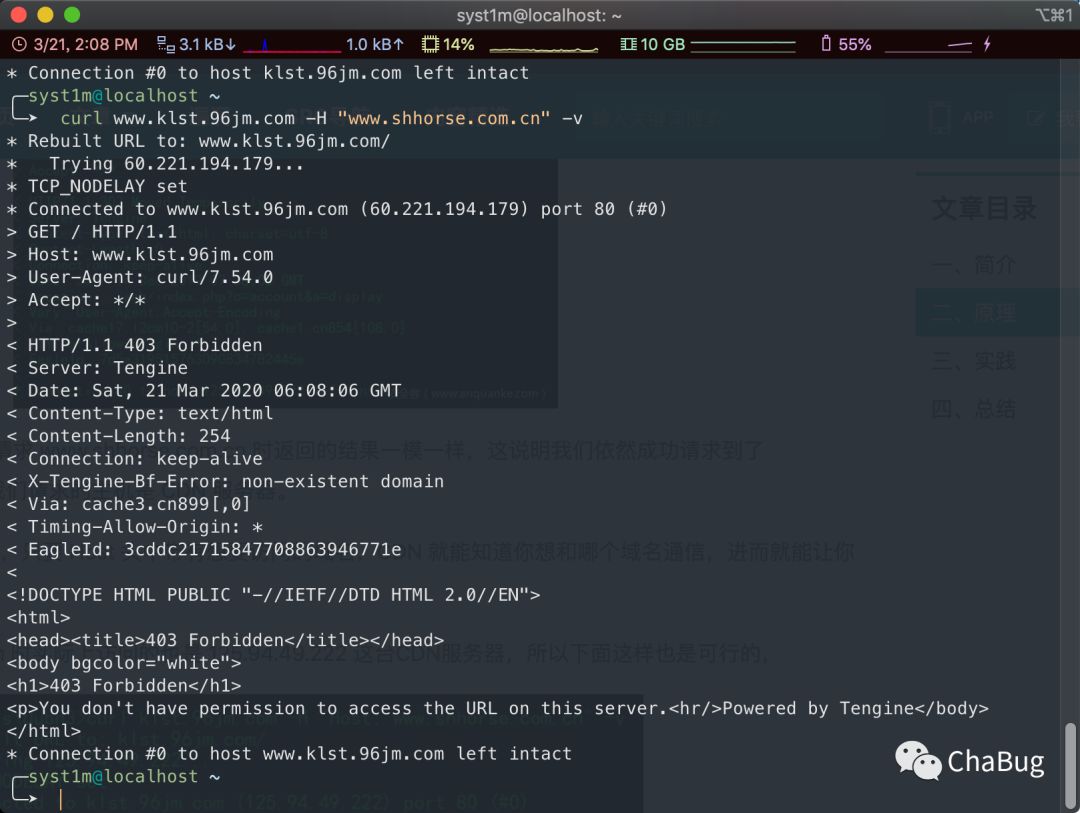 syst1m@localhost: ~
⌥⌘1
3/21, 2:08 PM 3.1 kB↓ 1.0 kB↑ 14% 10 GB 55%
* Connection #0 to host klst.96jm.com left intact
syst1m@localhost ~
curl www.klst.96jm.com -H "www.shhorse.com.cn" -v
* Rebuilt URL to: www.klst.96jm.com/
*   Trying 60.221.194.179...
* TCP_NODELAY set
* Connected to www.klst.96jm.com (60.221.194.179) port 80 (#0)
> GET / HTTP/1.1
> Host: www.klst.96jm.com
> User-Agent: curl/7.54.0
> Accept: */*
>
< HTTP/1.1 403 Forbidden
< Server: Tengine
< Date: Sat, 21 Mar 2020 06:08:06 GMT
< Content-Type: text/html
< Content-Length: 254
< Connection: keep-alive
< X-Tengine-Bf-Error: non-existent domain
< Via: cache3.cn899[,0]
< Timing-Allow-Origin: *
< EagleId: 3cddc21715847708863946771e
<
<!DOCTYPE HTML PUBLIC "-//IETF//DTD HTML 2.0//EN">
<html>
<head><title>403 Forbidden</title></head>
<body bgcolor="white">
<h1>403 Forbidden</h1>
<p>You don't have permission to access the URL on this server.<hr/>Powered by Tengine</body>
</html>
* Connection #0 to host www.klst.96jm.com left intact
syst1m@localhost ~
APP
文章目录
一、简介
二、原理
三、实践
四、总结
时返回的结果一模一样，这说明我们依然成功请求到了
就能知道你想和哪个域名通信，进而就能让你
94.49.222 这台CDN服务器，所以下面这样也是可行的，
to klst.96jm.com (125.94.49.222) port 80 (#0)
ChaBug